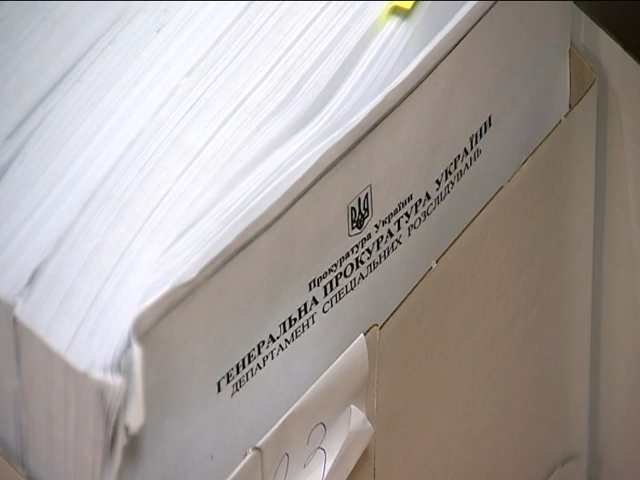 Прокуратура України
ГЕНЕРАЛЬНА ПРОКУРАТУРА УКРАЇНИ
ДЕПАРТАМЕНТ СПЕЦІАЛЬНИХ РОЗСЛІДУВАНЬ